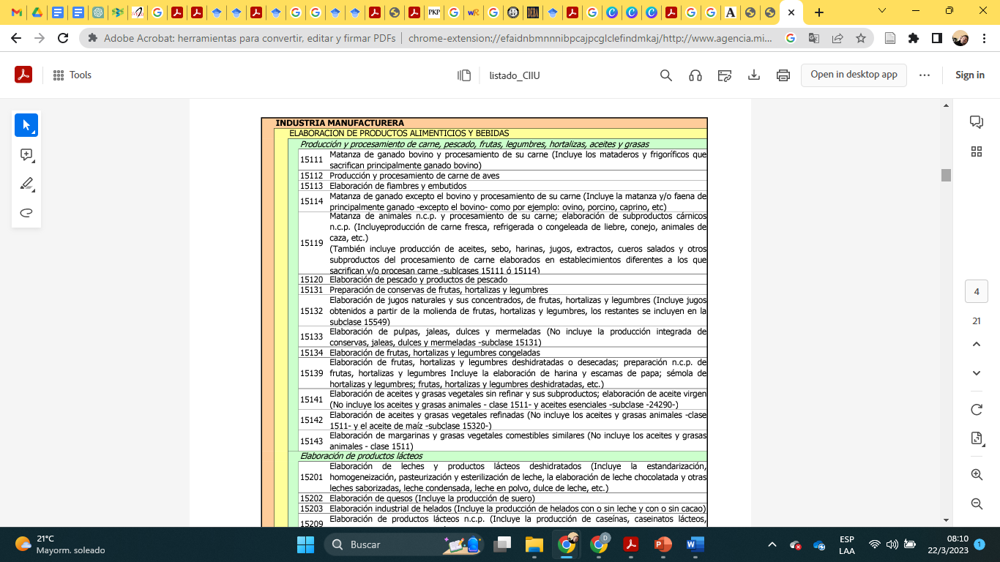 Adobe Acrobat: herramientas para convertir, editar y firmar PDFs | chrome-extension://efaidnbmnnnibpcajpcglclefindmkaj/http://www.agencia.mi...
Tools
listado_CIIU
Open in desktop app
Sign in
INDUSTRIA MANUFACTURERA
ELABORACION DE PRODUCTOS ALIMENTICIOS Y BEBIDAS
Producción y procesamiento de carne, pescado, frutas, legumbres, hortalizas, aceites y grasas
15111 Matanza de ganado bovino y procesamiento de su carne (Incluye los mataderos y frigoríficos que
sacrifican principalmente ganado bovino)
15112 Producción y procesamiento de carne de aves
15113 Elaboración de fiambres y embutidos
15114 Matanza de ganado excepto el bovino y procesamiento de su carne (Incluye la matanza y/o faena de
principalmente ganado -excepto el bovino- como por ejemplo: ovino, porcino, caprino, etc)
15119 Matanza de animales n.c.p. y procesamiento de su carne; elaboración de subproductos cárnicos
n.c.p. (Incluyeproducción de carne fresca, refrigerada o congeleada de liebre, conejo, animales de
caza, etc.)
(También incluye producción de aceites, sebo, harinas, jugos, extractos, cueros salados y otros
subproductos del procesamiento de carne elaborados en establecimientos diferentes a los que
sacrifican y/o procesan carne -sublcases 15111 ó 15114)
15120 Elaboración de pescado y productos de pescado
15131 Preparación de conservas de frutas, hortalizas y legumbres
15132 Elaboración de jugos naturales y sus concentrados, de frutas, hortalizas y legumbres (Incluye jugos
obtenidos a partir de la molienda de frutas, hortalizas y legumbres, los restantes se incluyen en la
subclase 15549)
15133 Elaboración de pulpas, jaleas, dulces y mermeladas (No incluye la producción integrada de
conservas, jaleas, dulces y mermeladas -subclase 15131)
15134 Elaboración de frutas, hortalizas y legumbres congeladas
15139 Elaboración de frutas, hortalizas y legumbres deshidratadas o desecadas; preparación n.c.p. de
frutas, hortalizas y legumbres Incluye la elaboración de harina y escamas de papa; sémola de
hortalizas y legumbres; frutas, hortalizas y legumbres deshidratadas, etc.)
15141 Elaboración de aceites y grasas vegetales sin refinar y sus subproductos; elaboración de aceite virgen
(No incluye los aceites y grasas animales - clase 1511- y aceites esenciales -subclase -24290-)
15142 Elaboración de aceites y grasas vegetales refinadas (No incluye los aceites y grasas animales -clase
1511- y el aceite de maíz -subclase 15320-)
15143 Elaboración de margarinas y grasas vegetales comestibles similares (No incluye los aceites y grasas
animales - clase 1511)
Elaboración de productos lácteos
15201 Elaboración de leches y productos lácteos deshidratados (Incluye la estandarización,
homogeneización, pasteurización y esterilización de leche, la elaboración de leche chocolatada y otras
leches saborizadas, leche condensada, leche en polvo, dulce de leche, etc.)
15202 Elaboración de quesos (Incluye la producción de suero)
15203 Elaboración industrial de helados (Incluye la producción de helados con o sin leche y con o sin cacao)
15209 Elaboración de productos lácteos n.c.p. (Incluye la producción de caseínas, caseinatos lácteos,
4
21
21°C
Mayorm. soleado
Buscar
ESP
LAA
08:10
22/3/2023
1